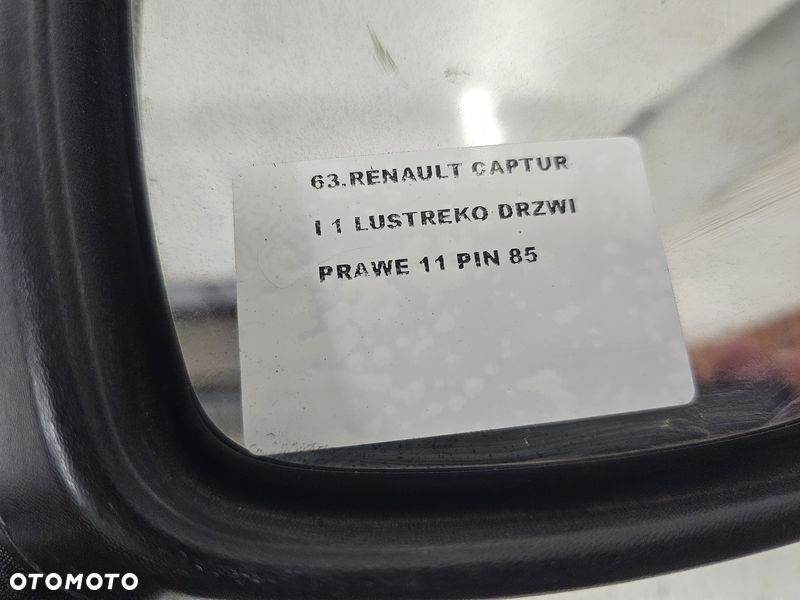 63.RENAULT CAPTUR
I 1 LUSTREKO DRZWI
PRAWE 11 PIN 85
OTOMOTO